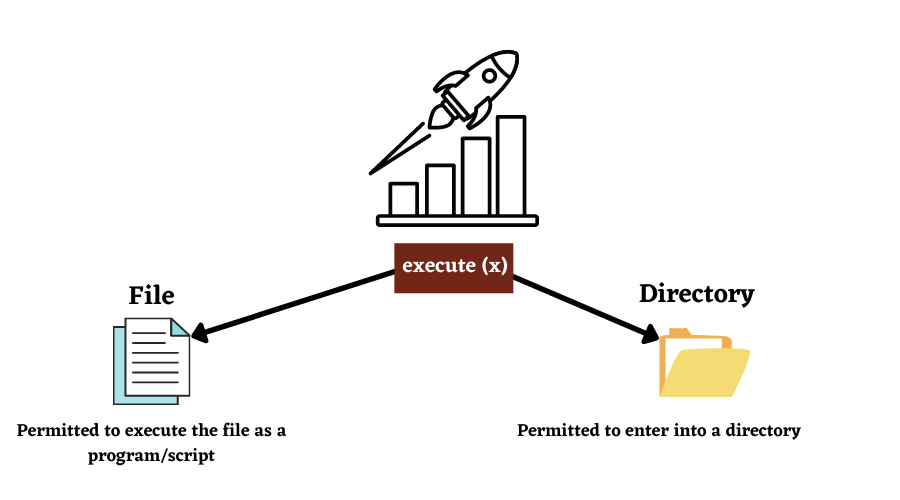 execute (x)
File
Directory
Permitted to execute the file as a
program/script
Permitted to enter into a directory